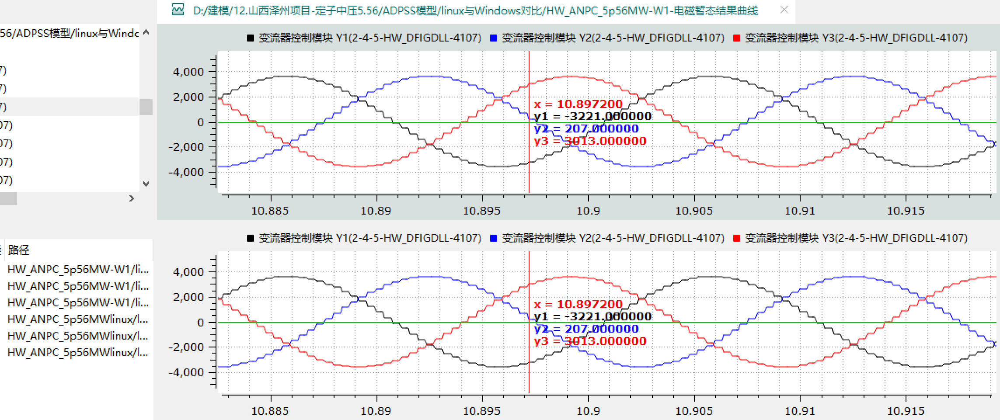 D:/建模/12.山西泽州项目-定子中压5.56/ADPSS模型/linux与Windows对比/HW_ANPC_5p56MW-W1-电磁暂态结果曲线
56/ADPSS模型/linux与Windo
7)
7)
7)
07)
07)
07)
07)
路径
HW_ANPC_5p56MW-W1/li...
HW_ANPC_5p56MW-W1/li...
HW_ANPC_5p56MW-W1/li...
HW_ANPC_5p56MWlinux/l...
HW_ANPC_5p56MWlinux/l...
HW_ANPC_5p56MWlinux/l...
变流器控制模块 Y1(2-4-5-HW_DFIGDLL-4107) 变流器控制模块 Y2(2-4-5-HW_DFIGDLL-4107) 变流器控制模块 Y3(2-4-5-HW_DFIGDLL-4107)
4,000
2,000
0
-2,000
-4,000
x = 10.897200
y1 = -3221.000000
y2 = 207.000000
y3 = 3013.000000
10.885 10.89 10.895 10.9 10.905 10.91 10.915
变流器控制模块 Y1(2-4-5-HW_DFIGDLL-4107) 变流器控制模块 Y2(2-4-5-HW_DFIGDLL-4107) 变流器控制模块 Y3(2-4-5-HW_DFIGDLL-4107)
4,000
2,000
0
-2,000
-4,000
x = 10.897200
y1 = -3221.000000
y2 = 207.000000
y3 = 3013.000000
10.885 10.89 10.895 10.9 10.905 10.91 10.915